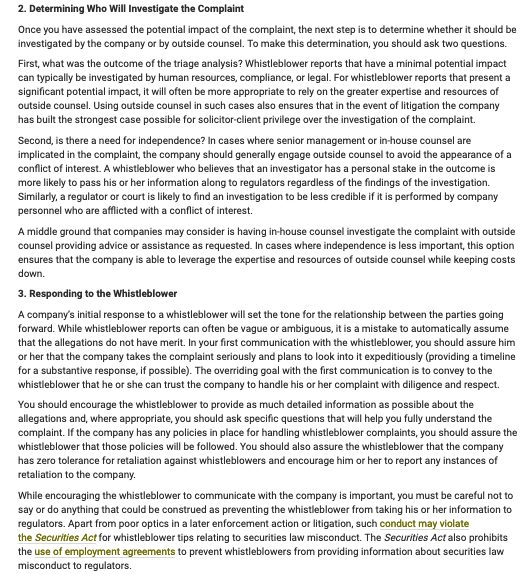 2. Determining Who Will Investigate the Complaint
Once you have assessed the potential impact of the complaint, the next step is to determine whether it should be
investigated by the company or by outside counsel. To make this determination, you should ask two questions.
First, what was the outcome of the triage analysis? Whistleblower reports that have a minimal potential impact
can typically be investigated by human resources, compliance, or legal. For whistleblower reports that present a
significant potential impact, it will often be more appropriate to rely on the greater expertise and resources of
outside counsel. Using outside counsel in such cases also ensures that in the event of litigation the company
has built the strongest case possible for solicitor-client privilege over the investigation of the complaint.
Second, is there a need for independence? In cases where senior management or in-house counsel are
implicated in the complaint, the company should generally engage outside counsel to avoid the appearance of a
conflict of interest. A whistleblower who believes that an investigator has a personal stake in the outcome is
more likely to pass his or her information along to regulators regardless of the findings of the investigation.
Similarly, a regulator or court is likely to find an investigation to be less credible if it is performed by company
personnel who are afflicted with a conflict of interest.
A middle ground that companies may consider is having in-house counsel investigate the complaint with outside
counsel providing advice or assistance as requested. In cases where independence is less important, this option
ensures that the company is able to leverage the expertise and resources of outside counsel while keeping costs
down.
3. Responding to the Whistleblower
A company's initial response to a whistleblower will set the tone for the relationship between the parties going
forward. While whistleblower reports can often be vague or ambiguous, it is a mistake to automatically assume
that the allegations do not have merit. In your first communication with the whistleblower, you should assure him
or her that the company takes the complaint seriously and plans to look into it expeditiously (providing a timeline
for a substantive response, if possible). The overriding goal with the first communication is to convey to the
whistleblower that he or she can trust the company to handle his or her complaint with diligence and respect.
You should encourage the whistleblower to provide as much detailed information as possible about the
allegations and, where appropriate, you should ask specific questions that will help you fully understand the
complaint. If the company has any policies in place for handling whistleblower complaints, you should assure the
whistleblower that those policies will be followed. You should also assure the whistleblower that the company
has zero tolerance for retaliation against whistleblowers and encourage him or her to report any instances of
retaliation to the company.
While encouraging the whistleblower to communicate with the company is important, you must be careful not to
say or do anything that could be construed as preventing the whistleblower from taking his or her information to
regulators. Apart from poor optics in a later enforcement action or litigation, such conduct may violate
the Securities Act for whistleblower tips relating to securities law misconduct. The Securities Act also prohibits
the use of employment agreements to prevent whistleblowers from providing information about securities law
misconduct to regulators.